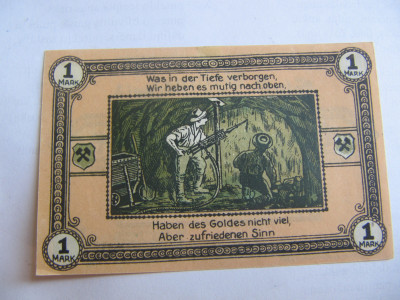 1 MARK
1 MARK
Was in der Tiefe verborgen,
Wir heben es mutig nach oben,
Haben des Goldes nicht viel,
Aber zufriedenen Sinn
1 MARK
1 MARK